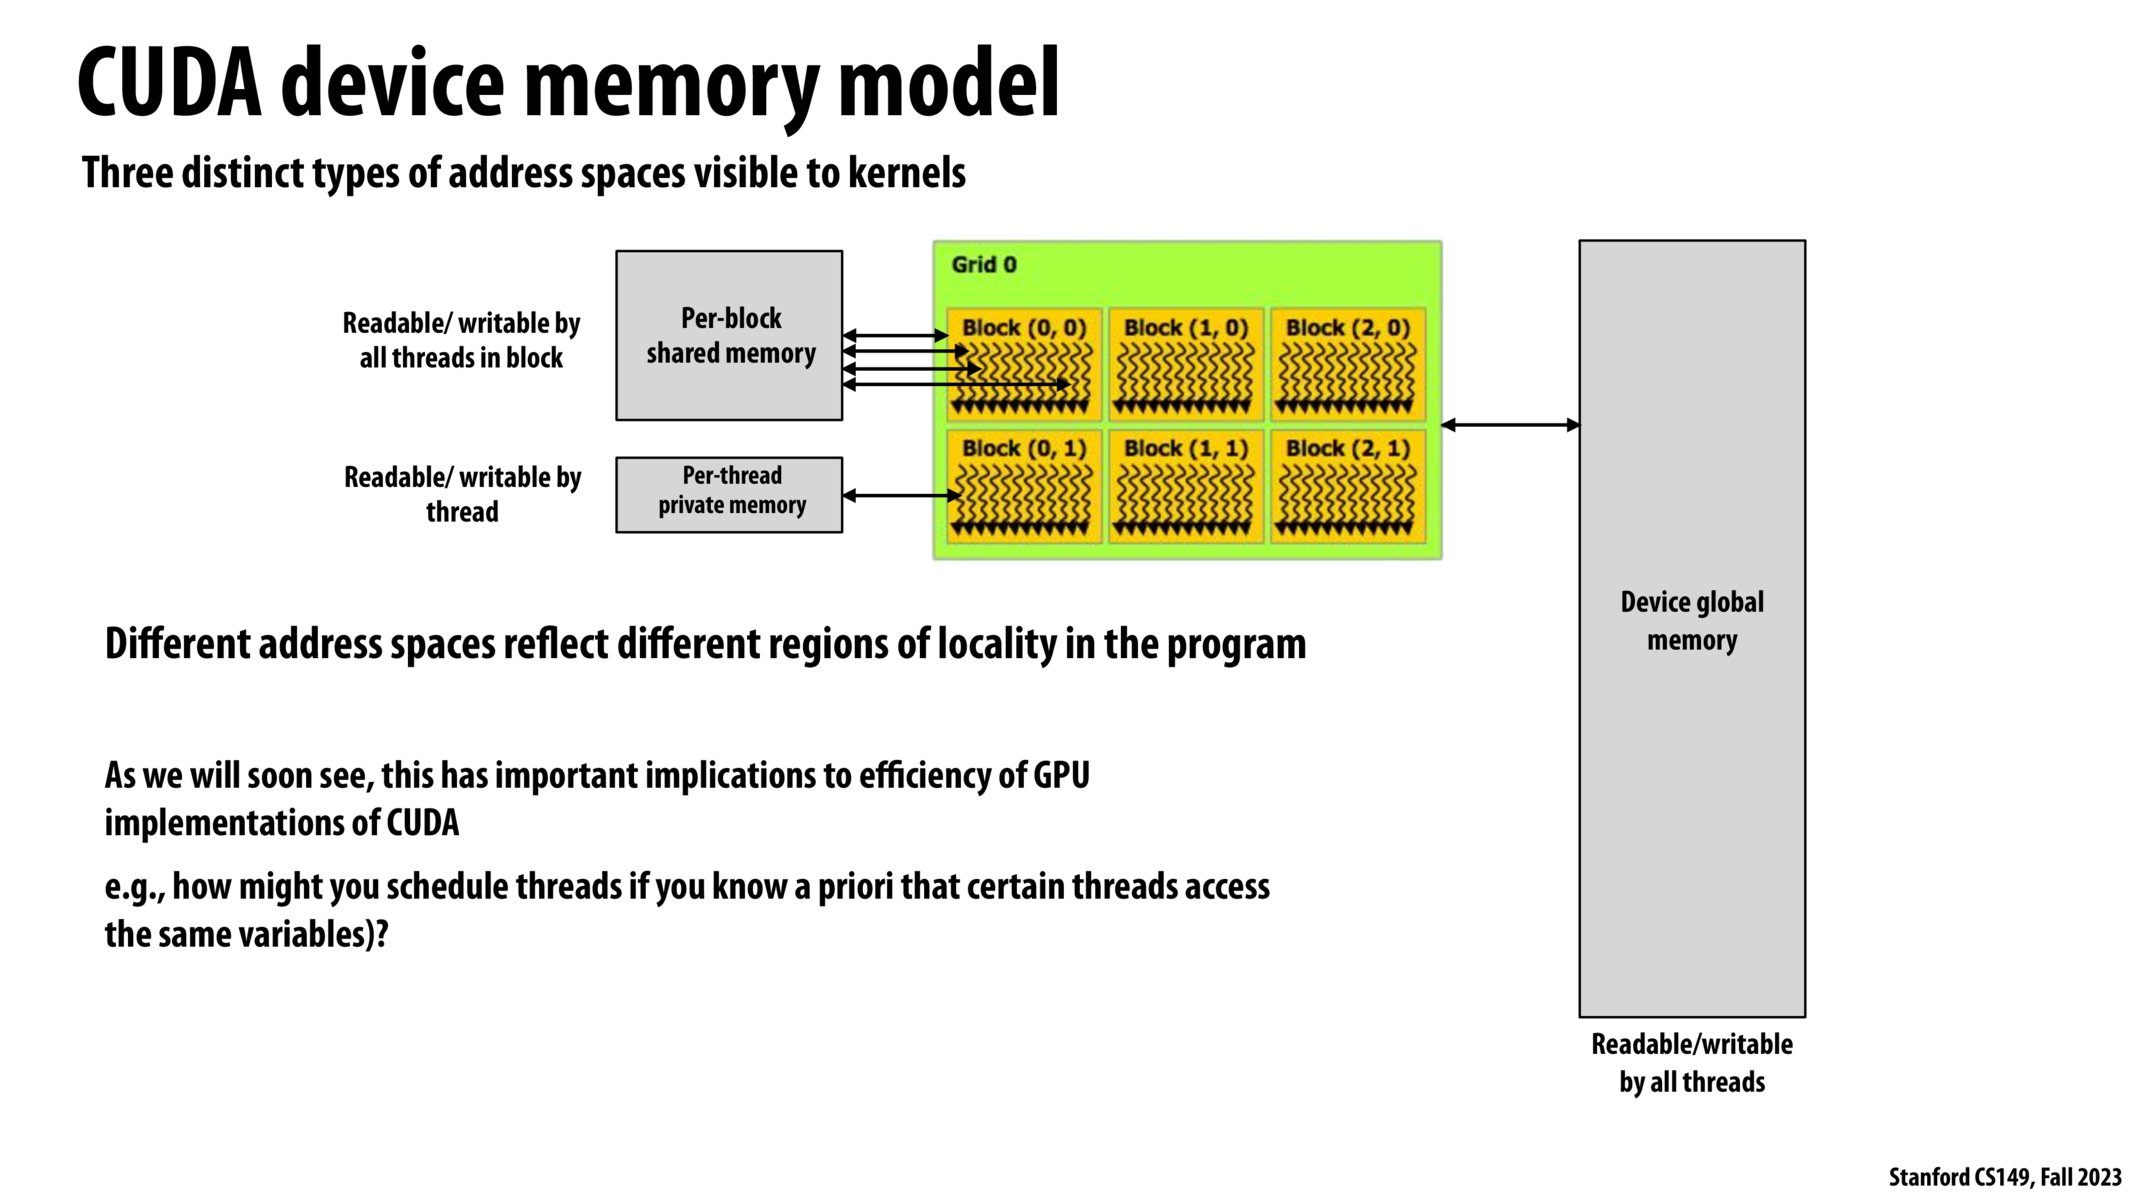 CUDA device memory model
Three distinct types of address spaces visible to kernels
Readable/ writable by
all threads in block
Per-block
shared memory
Readable/ writable by
thread
Per-thread
private memory
Grid 0
Block (0, 0)
Block (1, 0)
Block (2, 0)
Block (0, 1)
Block (1, 1)
Block (2, 1)
Device global
memory
Readable/writable
by all threads
Different address spaces reflect different regions of locality in the program
As we will soon see, this has important implications to efficiency of GPU
implementations of CUDA
e.g., how might you schedule threads if you know a priori that certain threads access
the same variables)?
Stanford CS149, Fall 2023